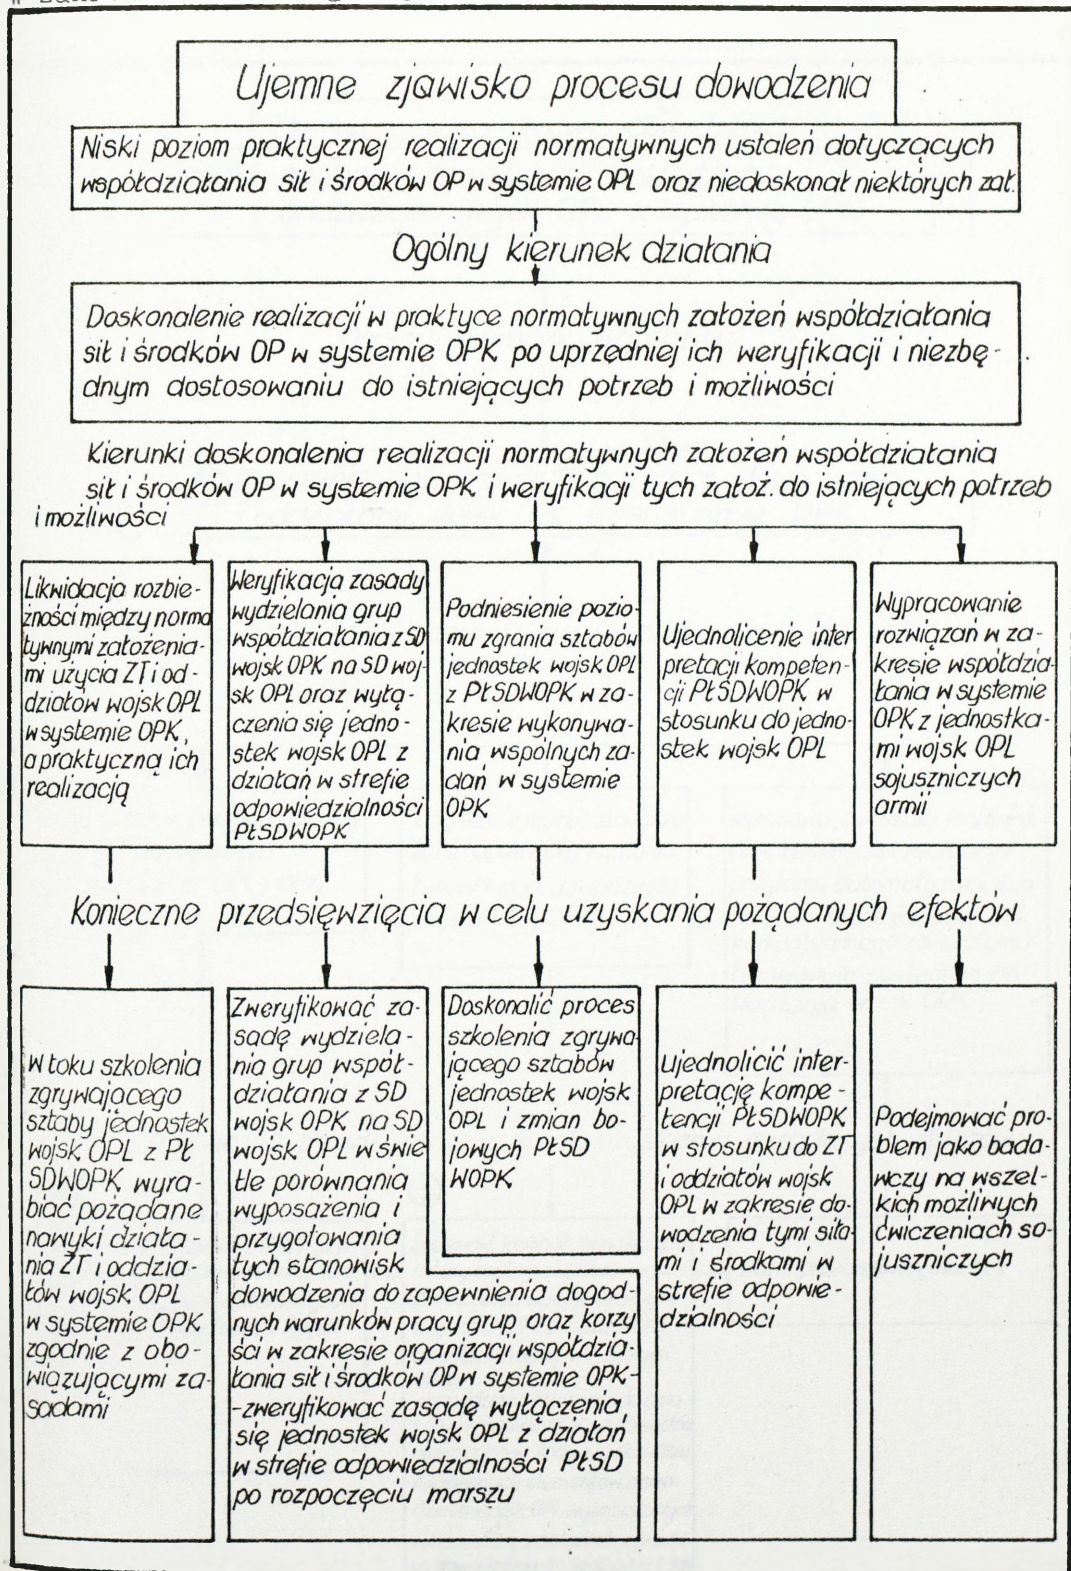 Ujemne zjawisko procesu dowodzenia
Niski poziom praktycznej realizacji normatywnych ustaleń dotyczących
współdziałania sił i środków OP w systemie OPL oraz niedoskonał niektórych zał.
Ogólny kierunek działania
Doskonalenie realizacji w praktyce normatywnych założeń współdziałania
sił i środków OP w systemie OPK po uprzedniej ich weryfikacji i niezbę-
dnym dostosowaniu do istniejących potrzeb i możliwości
Kierunki doskonalenia realizacji normatywnych założeń współdziałania
sił i środków OP w systemie OPK i weryfikacji tych założ. do istniejących potrzeb
i możliwości
Likwidacja rozbie-
żności między norma
tywnymi założenia-
mi użycia ZT i od-
działów wojsk OPL
w systemie OPK,
a praktyczną ich
realizacją
Weryfikacja zasady
wydzielania grup
współdziałania z SD
wojsk OPK na SD woj-
sk OPL oraz wyłą-
czenia się jedno-
stek wojsk OPL z
działań w strefie
odpowiedzialności
PŁSDWOPK
Podniesienie pozio-
mu zgrania sztabów
jednostek wojsk OPL
z PŁSDWOPK w za-
kresie wykonywa-
nia wspólnych za-
dań w systemie
OPK
Ujednolicenie inter
pretacji kompeten-
cji PŁSDWOPK w
stosunku do jedno-
stek wojsk OPL
Wypracowanie
rozwiązań w za-
kresie współdzia-
łania w systemie
OPK z jednostka-
mi wojsk OPL
sojuszniczych
armii
Konieczne przedsięwzięcia w celu uzyskania pożądanych efektów
W toku szkolenia
zgrywającego
sztaby jednostek
wojsk OPL z PŁ
SDWOPK wyra-
biać pożądane
nawyki działa-
nia ZT i oddzia-
łów wojsk OPL
w systemie OPK
zgodnie z obo-
wiązującymi za-
sadami
Zweryfikować za-
sadę wydziela-
nia grup współ-
działania z SD
wojsk OPK na SD
wojsk OPL w świe
tle porównania
wyposażenia i
przygotowania
tych stanowisk
dowodzenia do zapewnienia dogod-
nych warunków pracy grup oraz korzy
ści w zakresie organizacji współdzia-
łania sił i środków OP w systemie OPK-
-zweryfikować zasadę wyłączenia
się jednostek wojsk OPL z działań
w strefie odpowiedzialności PŁSD
po rozpoczęciu marszu
Doskonalić proces
szkolenia zgrywa-
jącego sztabów
jednostek wojsk
OPL i zmian bo-
jowych PŁSD
WOPK
Ujednolicić inter-
pretację kompe-
tencji PŁSDWOPK
w stosunku do ZT
i oddziałów wojsk
OPL w zakresie do-
wodzenia tymi siła-
mi i środkami w
strefie odpowie-
dzialności
Podejmować pro-
blem jako bada-
wczy na wszel-
kich możliwych
ćwiczeniach so-
juszniczych